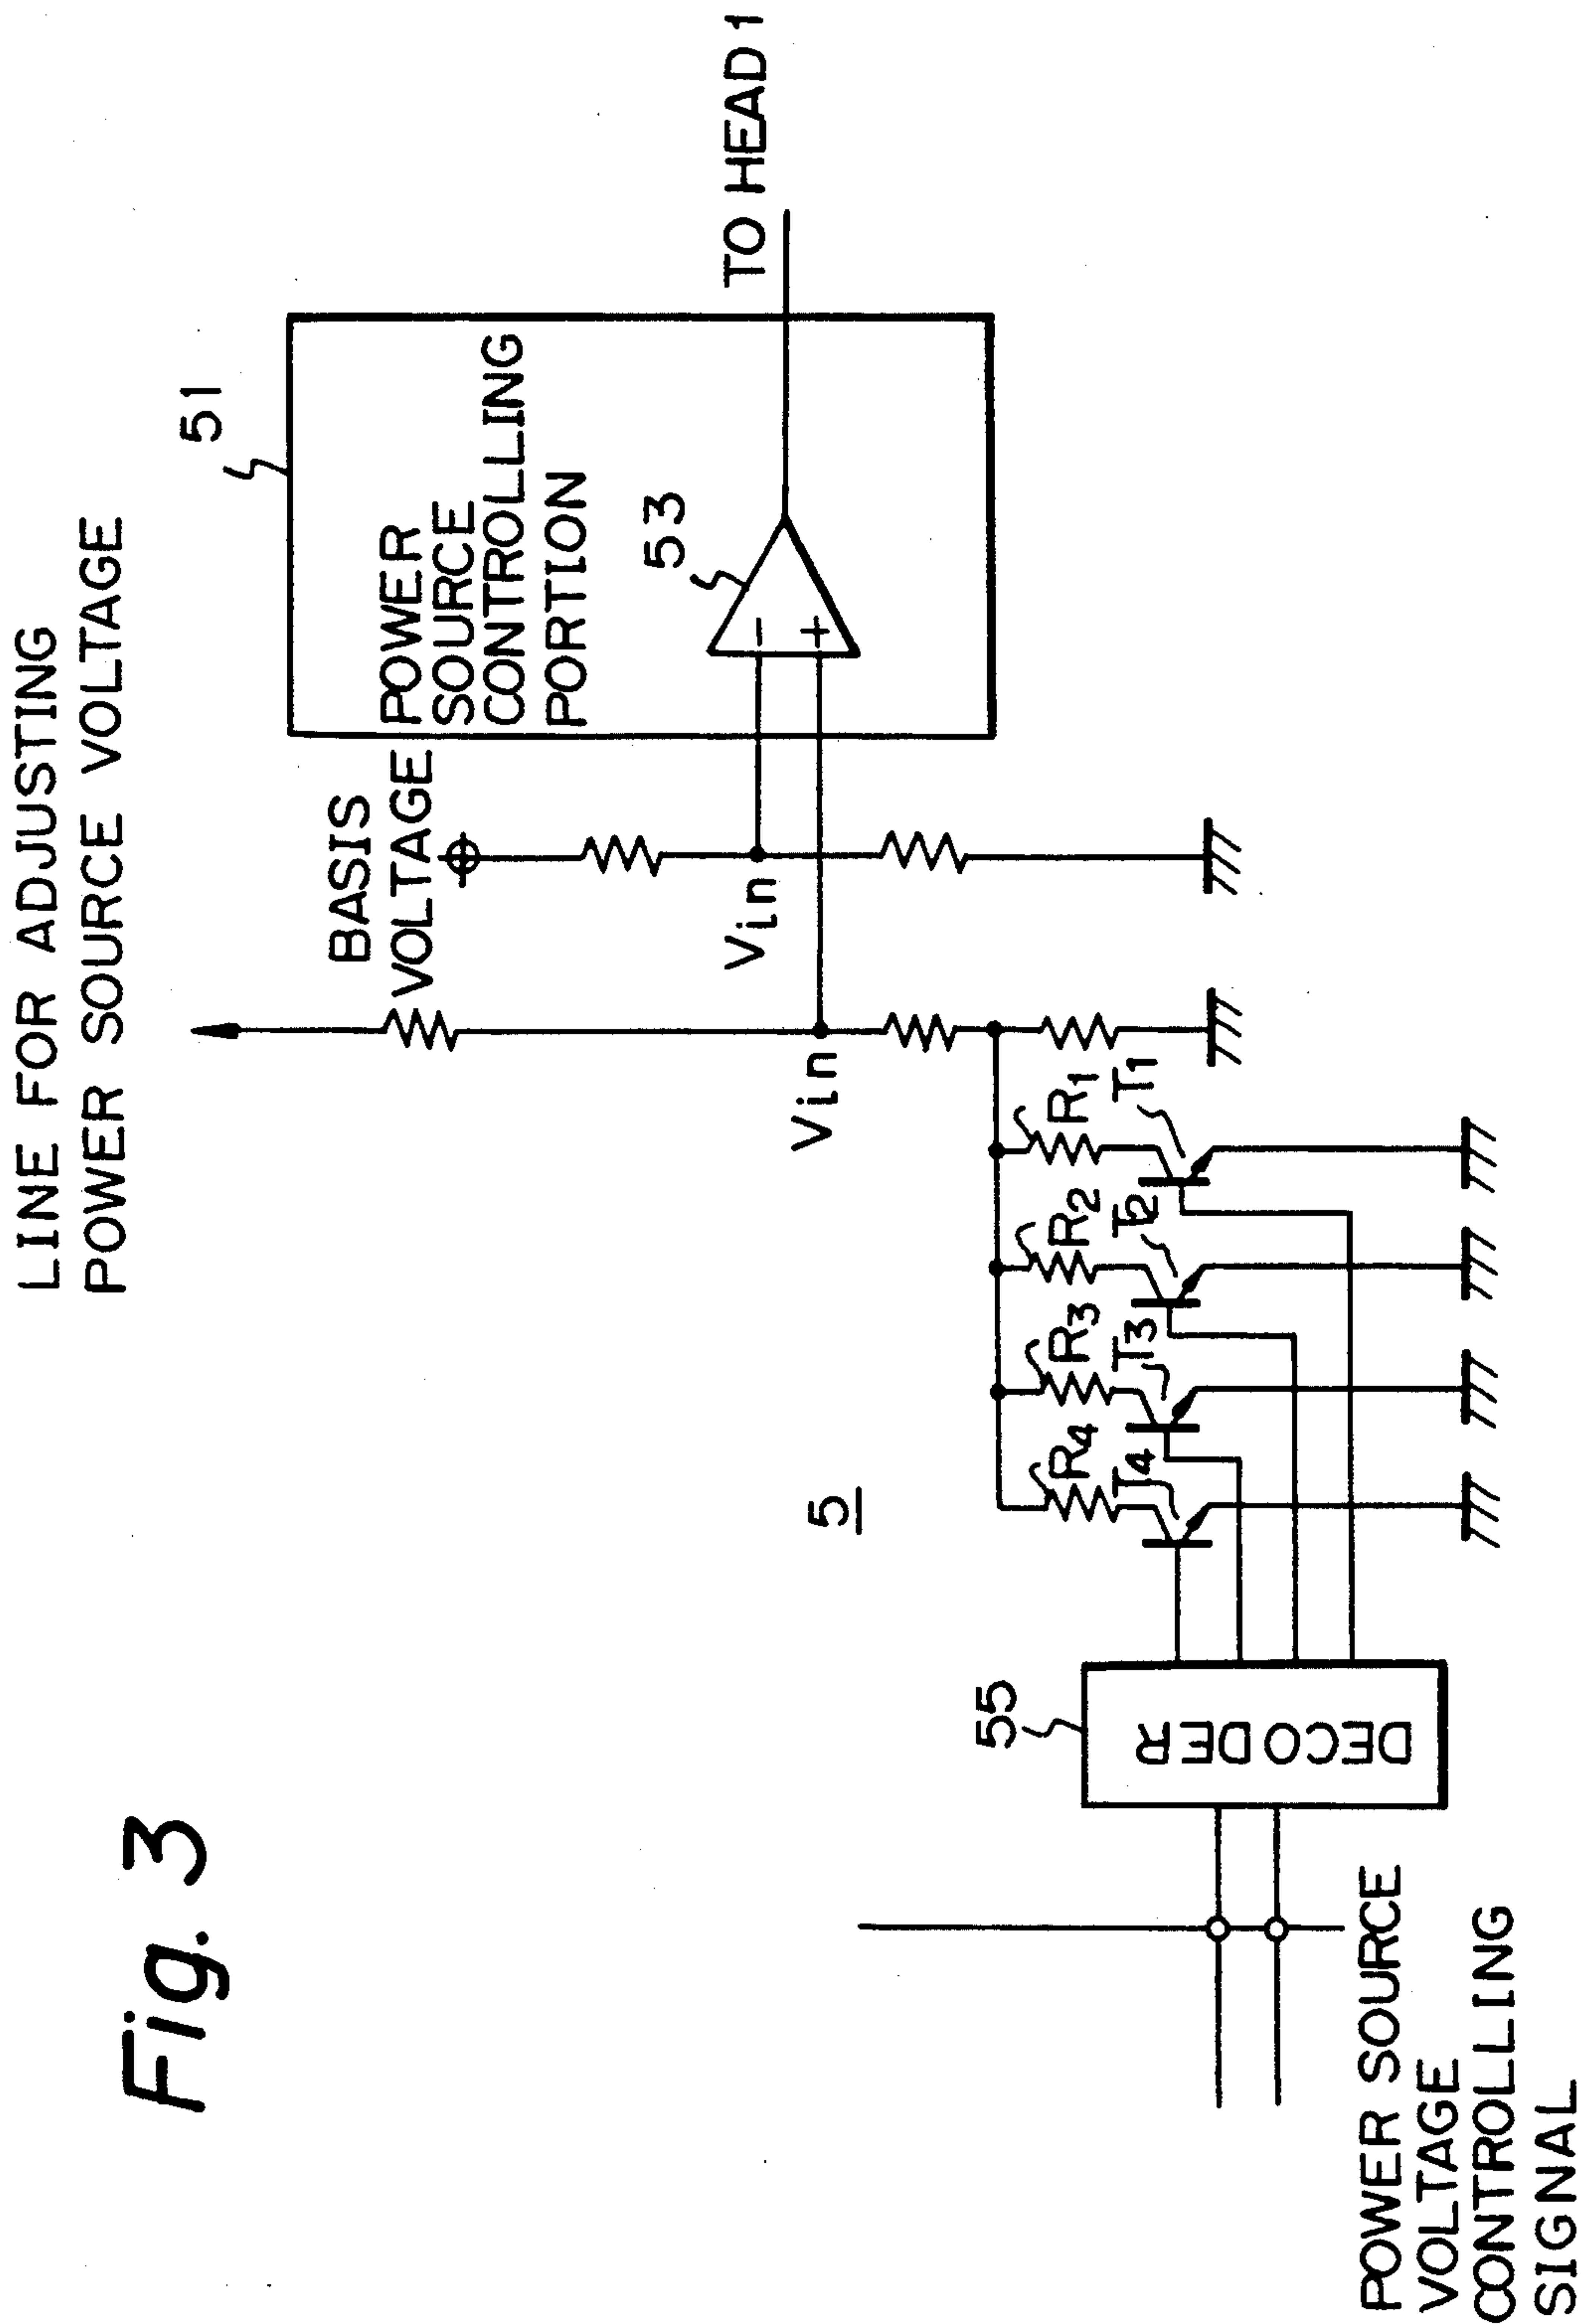 Fig. 3
LINE FOR ADJUSTING
POWER SOURCE VOLTAGE
51
BASIS
VOLTAGE
POWER
SOURCE
CONTROLLING
PORTION
53
−
+
TO HEAD 1
Vin
Vin
5
R4
R3
R2
R1
T4
T3
T2
T1
55
DECODER
POWER SOURCE
VOLTAGE
CONTROLLING
SIGNAL